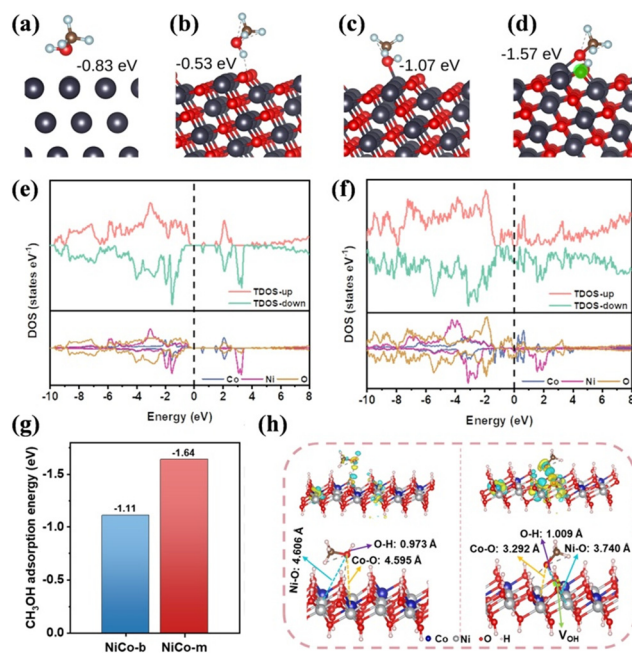 (a)
-0.83 eV
(b)
-0.53 eV
(c)
-1.07 eV
(d)
-1.57 eV
(e)
DOS (states eV⁻¹)
TDOS-up
TDOS-down
Co Ni O
-10 -8 -6 -4 -2 0 2 4 6 8
Energy (eV)
(f)
DOS (states eV⁻¹)
TDOS-up
TDOS-down
Co Ni O
-10 -8 -6 -4 -2 0 2 4 6 8
Energy (eV)
(g)
CH₃OH adsorption energy (eV)
-1.5
-1.0
-0.5
0.0
-1.11
-1.64
NiCo-b NiCo-m
(h)
Ni-O: 4.606 Å
O-H: 0.973 Å
Co-O: 4.595 Å
O-H: 1.009 Å
Co-O: 3.292 Å
Ni-O: 3.740 Å
V_OH
Co Ni O H